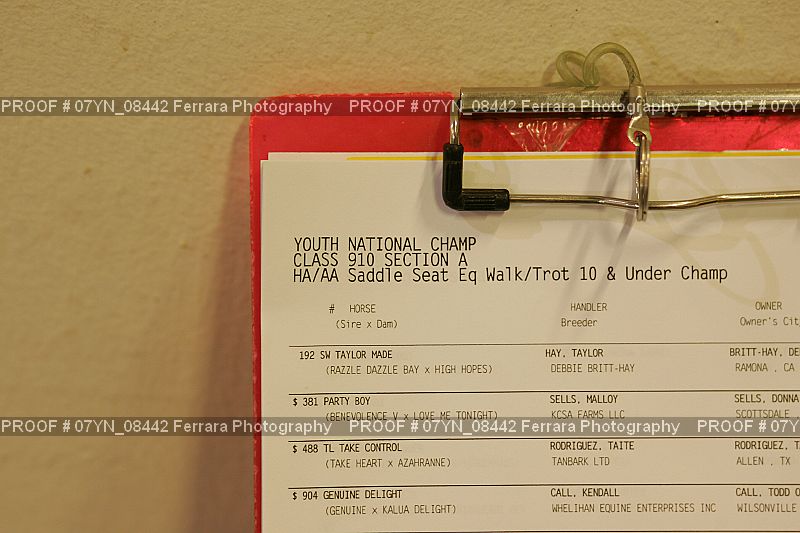 PROOF # 07YN_08442 Ferrara Photography PROOF # 07YN_08442 Ferrara Photography
YOUTH NATIONAL CHAMP
CLASS 910 SECTION A
HA/AA Saddle Seat Eq Walk/Trot 10 & Under Champ
# HORSE HANDLER OWNER
(Sire x Dam) Breeder Owner's Cit
192 SW TAYLOR MADE HAY, TAYLOR BRITT-HAY, DE
(RAZZLE DAZZLE BAY x HIGH HOPES) DEBBIE BRITT-HAY RAMONA , CA
$ 381 PARTY BOY SELLS, MALLOY SELLS, DONNA
(BENEVOLENCE V x LOVE ME TONIGHT) KCSA FARMS LLC SCOTTSDALE
PROOF # 07YN_08442 Ferrara Photography PROOF # 07YN_08442 Ferrara Photography
$ 488 TL TAKE CONTROL RODRIGUEZ, TAITE RODRIGUEZ, T
(TAKE HEART x AZAHRANNE) TANBARK LTD ALLEN , TX
$ 904 GENUINE DELIGHT CALL, KENDALL CALL, TODD O
(GENUINE x KALUA DELIGHT) WHELIHAN EQUINE ENTERPRISES INC WILSONVILLE